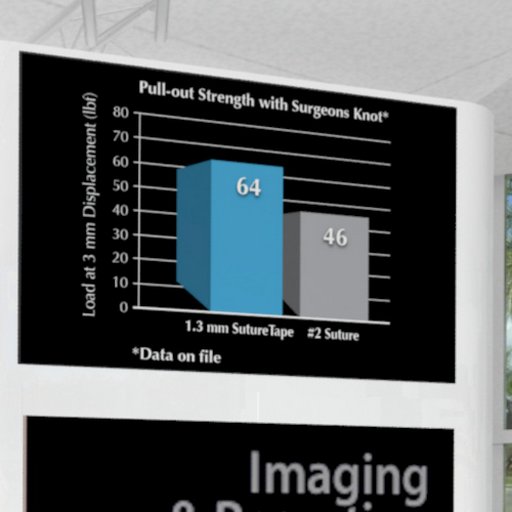 Pull-out Strength with Surgeons Knot*
Load at 3 mm Displacement (lbf)
80
70
60
50
40
30
20
10
0
64
46
1.3 mm SutureTape #2 Suture
*Data on file
Imaging
&